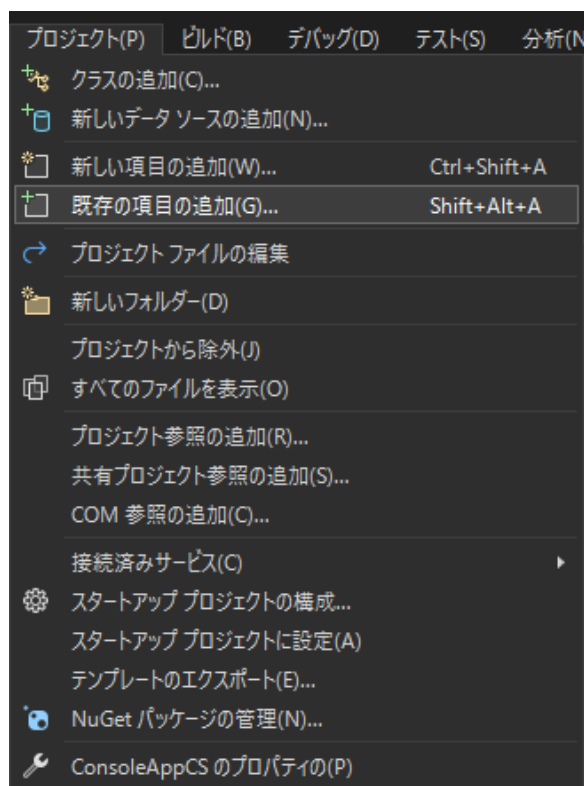 プロジェクト(P) ビルド(B) デバッグ(D) テスト(S) 分析(N
クラスの追加(C)...
新しいデータ ソースの追加(N)...
新しい項目の追加(W)... Ctrl+Shift+A
既存の項目の追加(G)... Shift+Alt+A
プロジェクト ファイルの編集
新しいフォルダー(D)
プロジェクトから除外(J)
すべてのファイルを表示(O)
プロジェクト参照の追加(R)...
共有プロジェクト参照の追加(S)...
COM 参照の追加(C)...
接続済みサービス(C)
スタートアップ プロジェクトの構成...
スタートアップ プロジェクトに設定(A)
テンプレートのエクスポート(E)...
NuGet パッケージの管理(N)...
ConsoleAppCS のプロパティの(P)